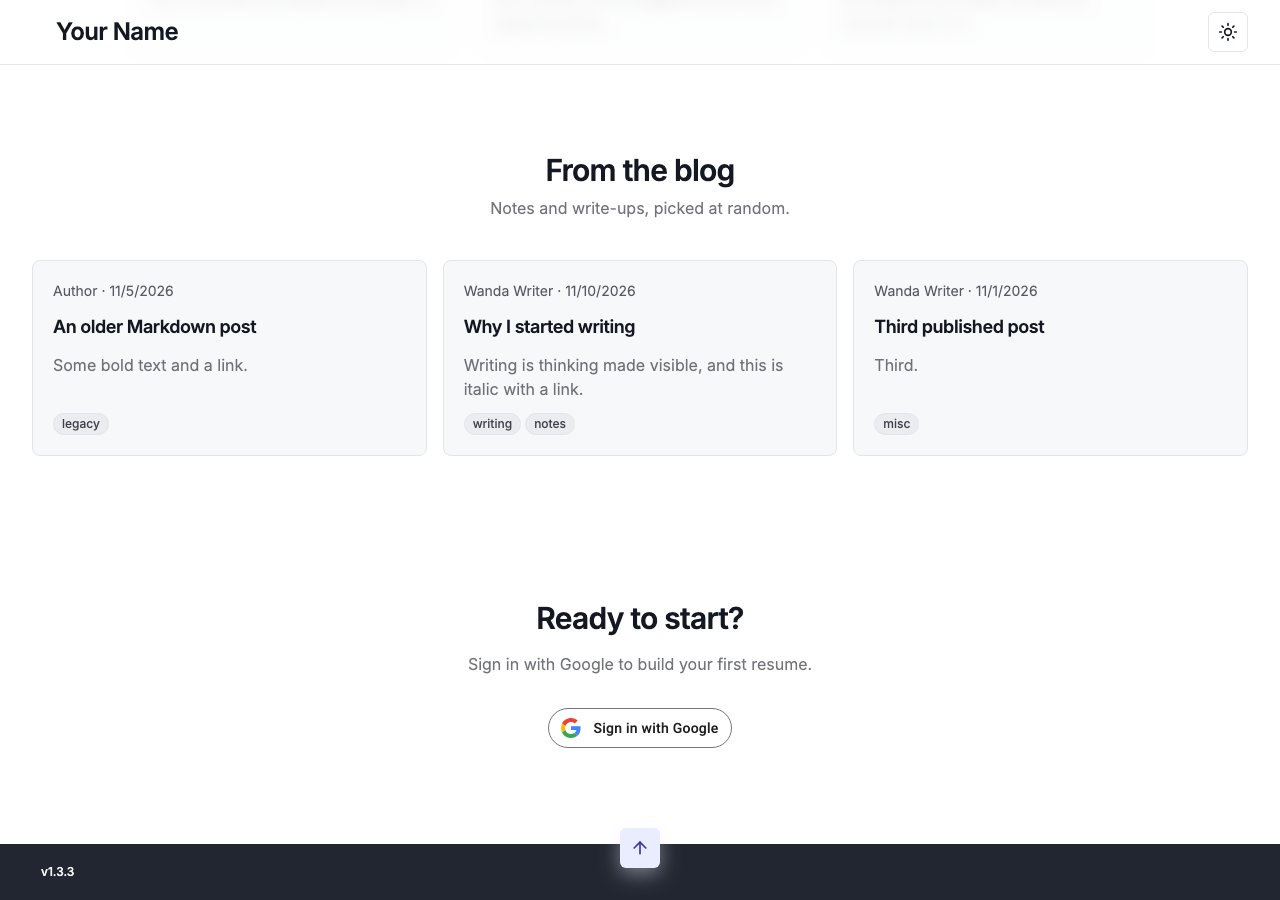 Your Name
From the blog
Notes and write-ups, picked at random.
Author · 11/5/2026
An older Markdown post
Some bold text and a link.
legacy
Wanda Writer · 11/10/2026
Why I started writing
Writing is thinking made visible, and this is
italic with a link.
writing notes
Wanda Writer · 11/1/2026
Third published post
Third.
misc
Ready to start?
Sign in with Google to build your first resume.
Sign in with Google
v1.3.3